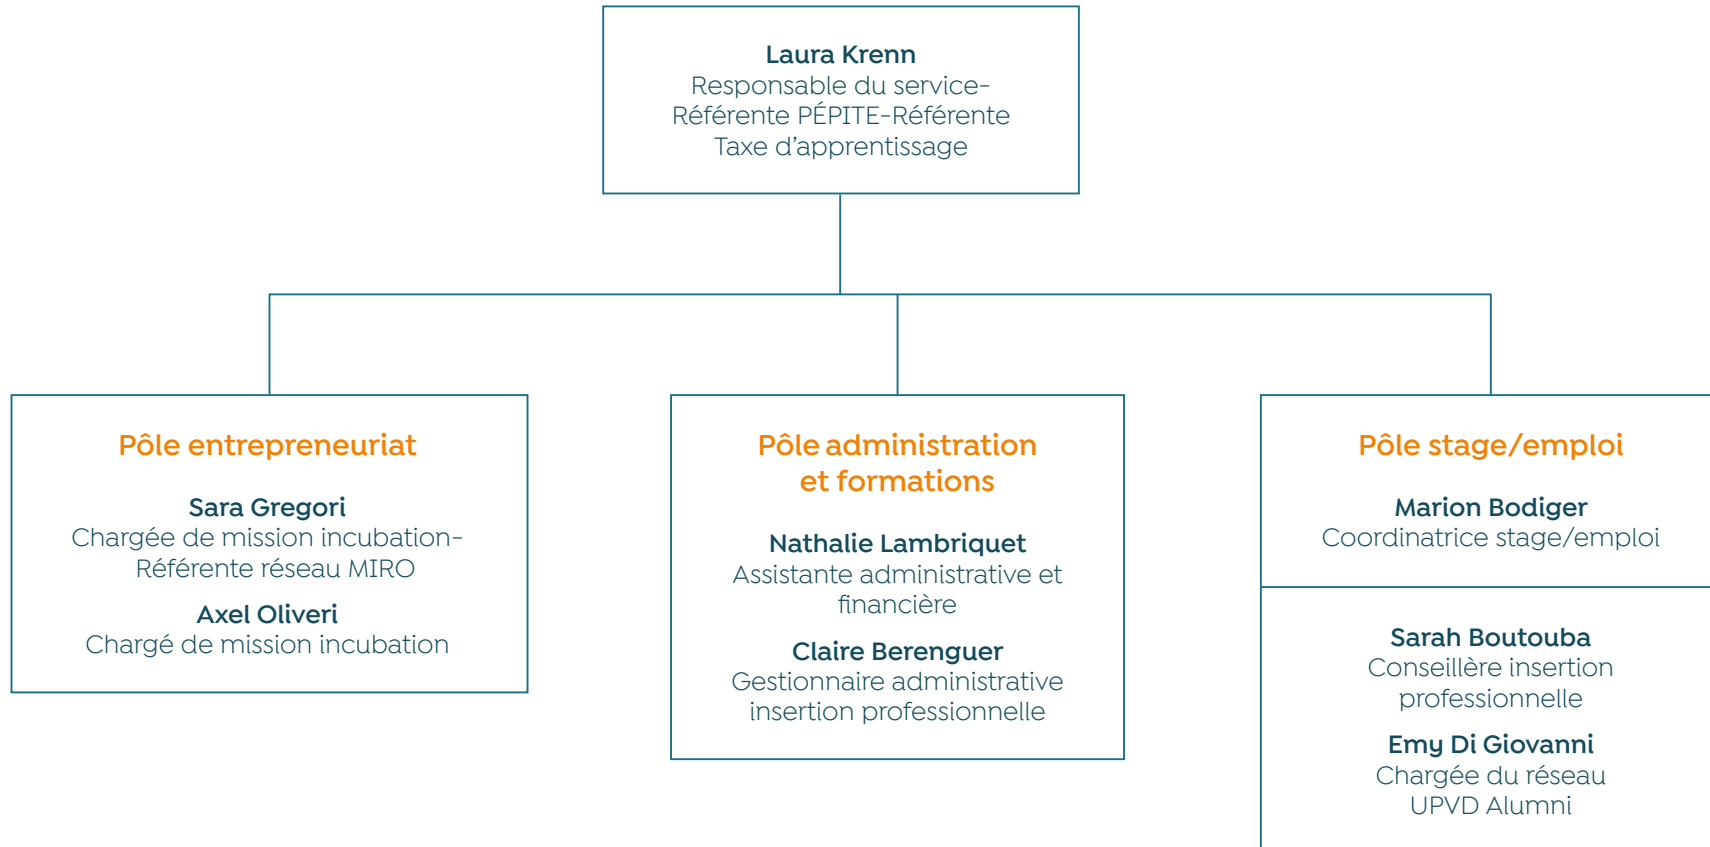 Laura Krenn
Responsable du service-
Référente PÉPITE-Référente
Taxe d’apprentissage
Pôle entrepreneuriat
Sara Gregori
Chargée de mission incubation-
Référente réseau MIRO
Axel Oliveri
Chargé de mission incubation
Pôle administration
et formations
Nathalie Lambriquet
Assistante administrative et
financière
Claire Berenguer
Gestionnaire administrative
insertion professionnelle
Pôle stage/emploi
Marion Bodiger
Coordinatrice stage/emploi
Sarah Boutouba
Conseillère insertion
professionnelle
Emy Di Giovanni
Chargée du réseau
UPVD Alumni